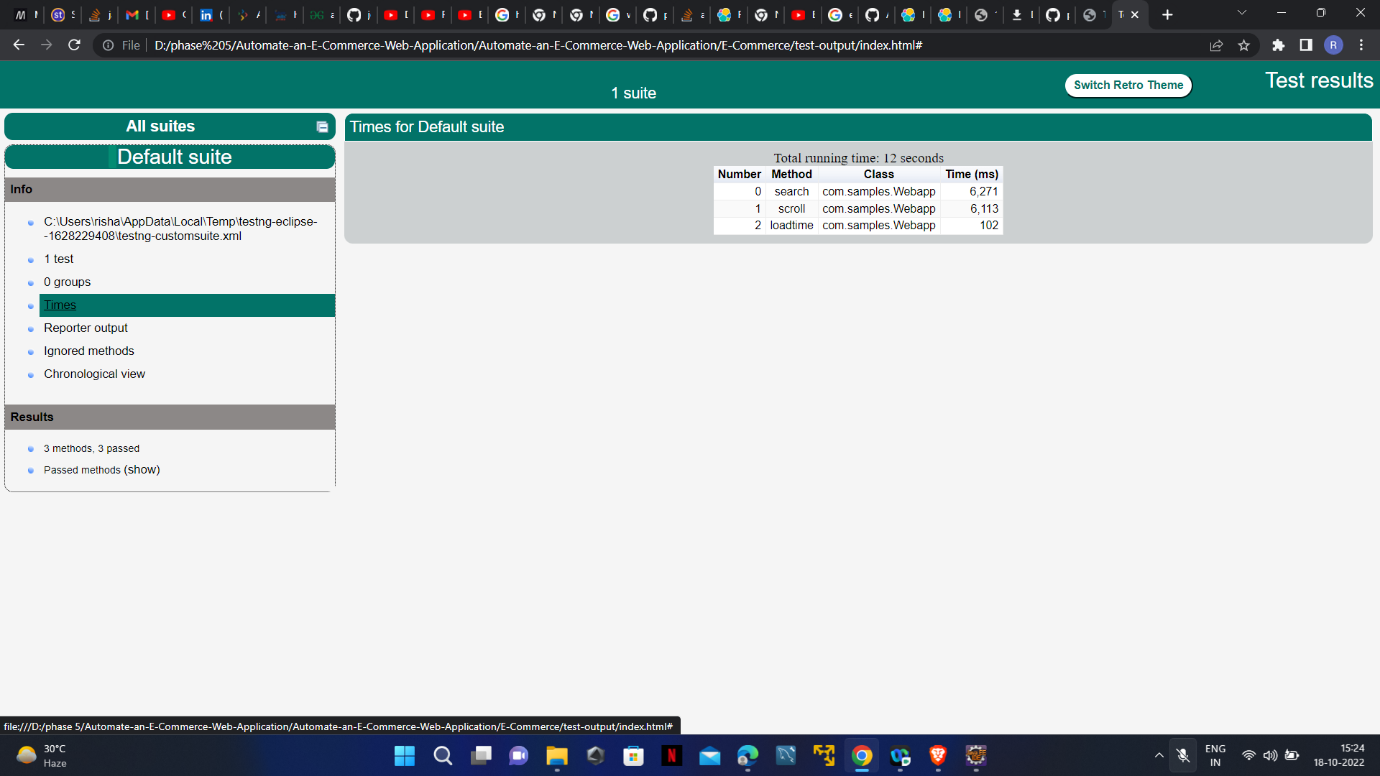 File
D:/phase%205/Automate-an-E-Commerce-Web-Application/Automate-an-E-Commerce-Web-Application/E-Commerce/test-output/index.html#
R
1 suite
Switch Retro Theme
Test results
All suites
Default suite
Info
C:\Users\risha\AppData\Local\Temp\testng-eclipse-
-1628229408\testng-customsuite.xml
1 test
0 groups
Times
Reporter output
Ignored methods
Chronological view
Results
3 methods, 3 passed
Passed methods (show)
Times for Default suite
Total running time: 12 seconds
Number Method Class Time (ms)
0 search com.samples.Webapp 6,271
1 scroll com.samples.Webapp 6,113
2 loadtime com.samples.Webapp 102
file:///D:/phase 5/Automate-an-E-Commerce-Web-Application/Automate-an-E-Commerce-Web-Application/E-Commerce/test-output/index.html#
30°C
Haze
ENG
IN
15:24
18-10-2022